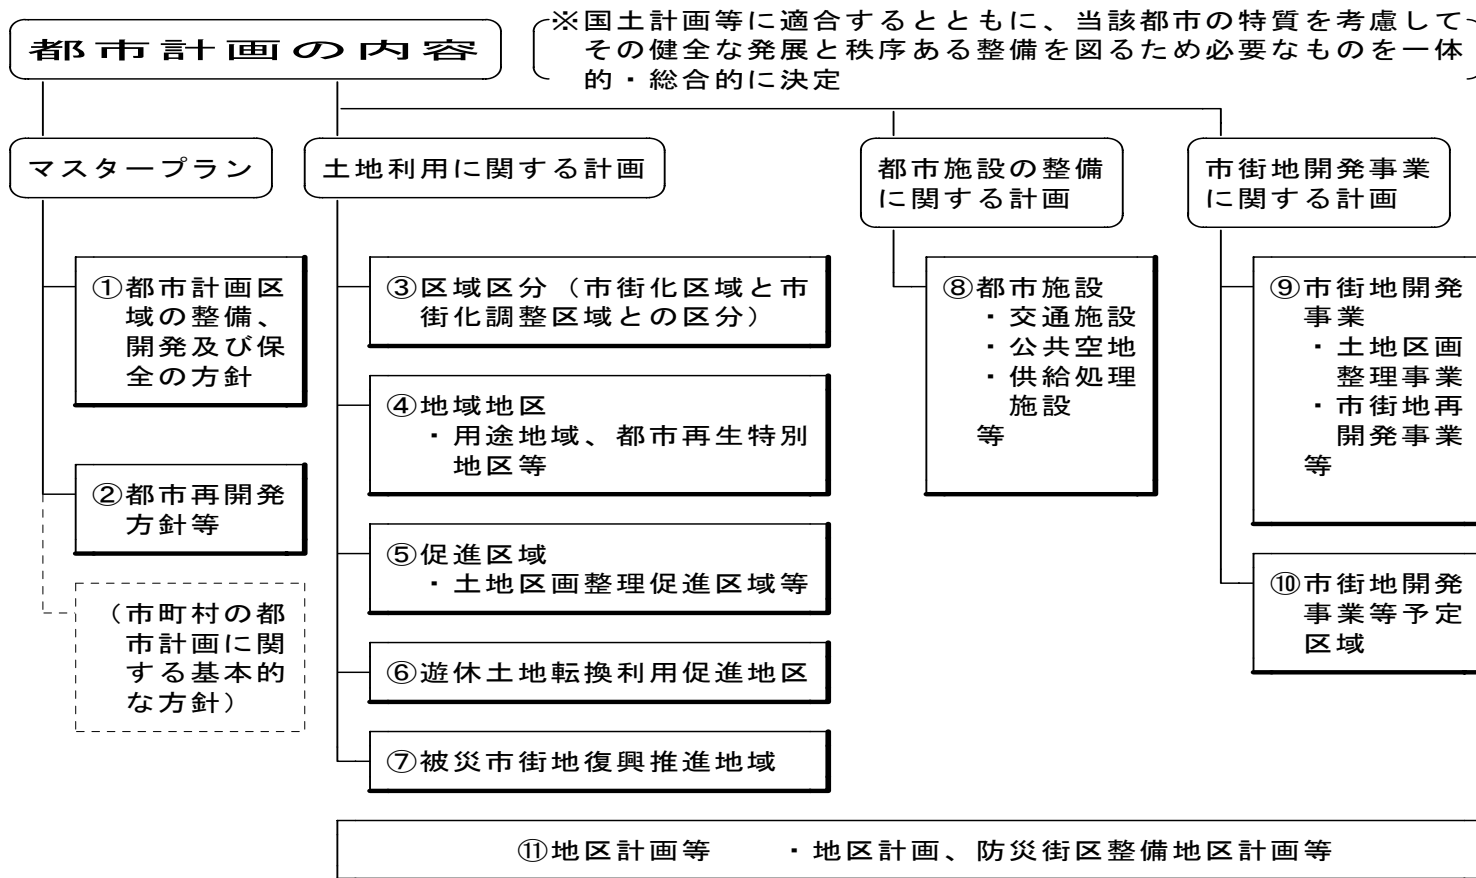 都市計画の内容
※国土計画等に適合するとともに、当該都市の特質を考慮して
その健全な発展と秩序ある整備を図るため必要なものを一体
的・総合的に決定
マスタープラン
土地利用に関する計画
都市施設の整備
に関する計画
市街地開発事業
に関する計画
①都市計画区
域の整備、
開発及び保
全の方針
②都市再開発
方針等
（市町村の都
市計画に関
する基本的
な方針）
③区域区分（市街化区域と市
街化調整区域との区分）
④地域地区
・用途地域、都市再生特別
地区等
⑤促進区域
・土地区画整理促進区域等
⑥遊休土地転換利用促進地区
⑦被災市街地復興推進地域
⑧都市施設
・交通施設
・公共空地
・供給処理
施設
等
⑨市街地開発
事業
・土地区画
整理事業
・市街地再
開発事業
等
⑩市街地開発
事業等予定
区域
⑪地区計画等　・地区計画、防災街区整備地区計画等